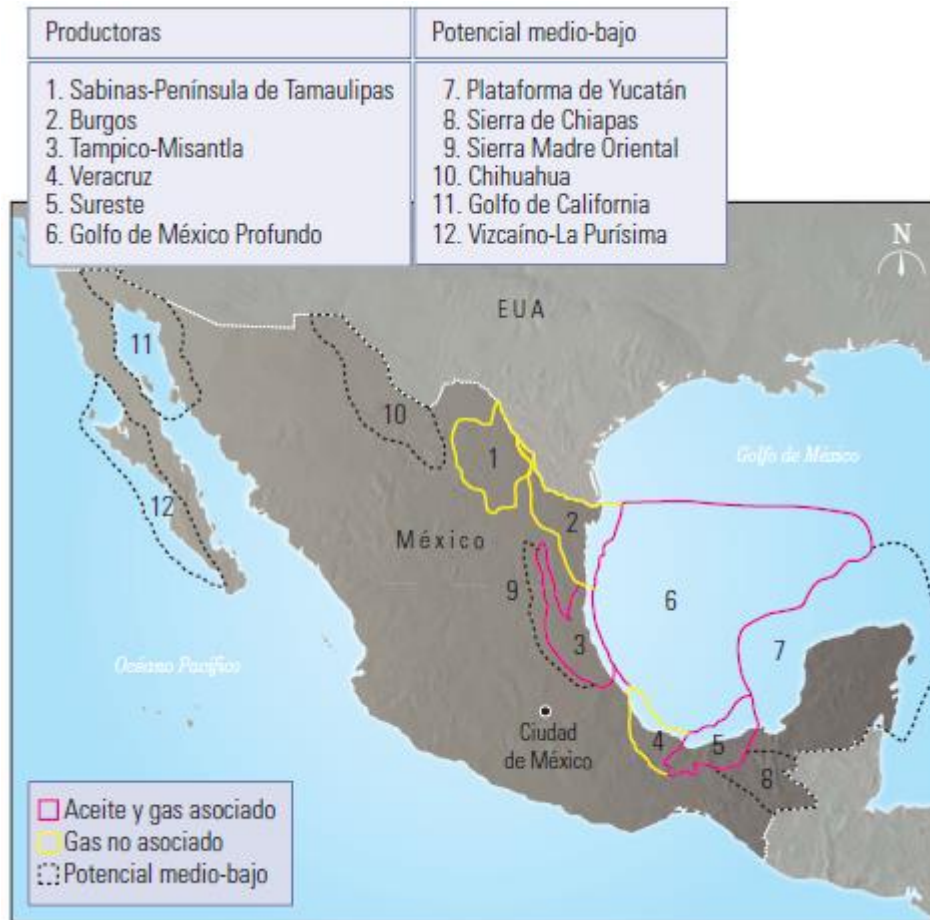 Productoras
1. Sabinas-Península de Tamaulipas
2. Burgos
3. Tampico-Misantla
4. Veracruz
5. Sureste
6. Golfo de México Profundo
Potencial medio-bajo
7. Plataforma de Yucatán
8. Sierra de Chiapas
9. Sierra Madre Oriental
10. Chihuahua
11. Golfo de California
12. Vizcaíno-La Purísima
N
EUA
11
10
1
Golfo de México
12
México
2
9
6
3
7
Océano Pacífico
Ciudad
de México
4
5
8
Aceite y gas asociado
Gas no asociado
Potencial medio-bajo